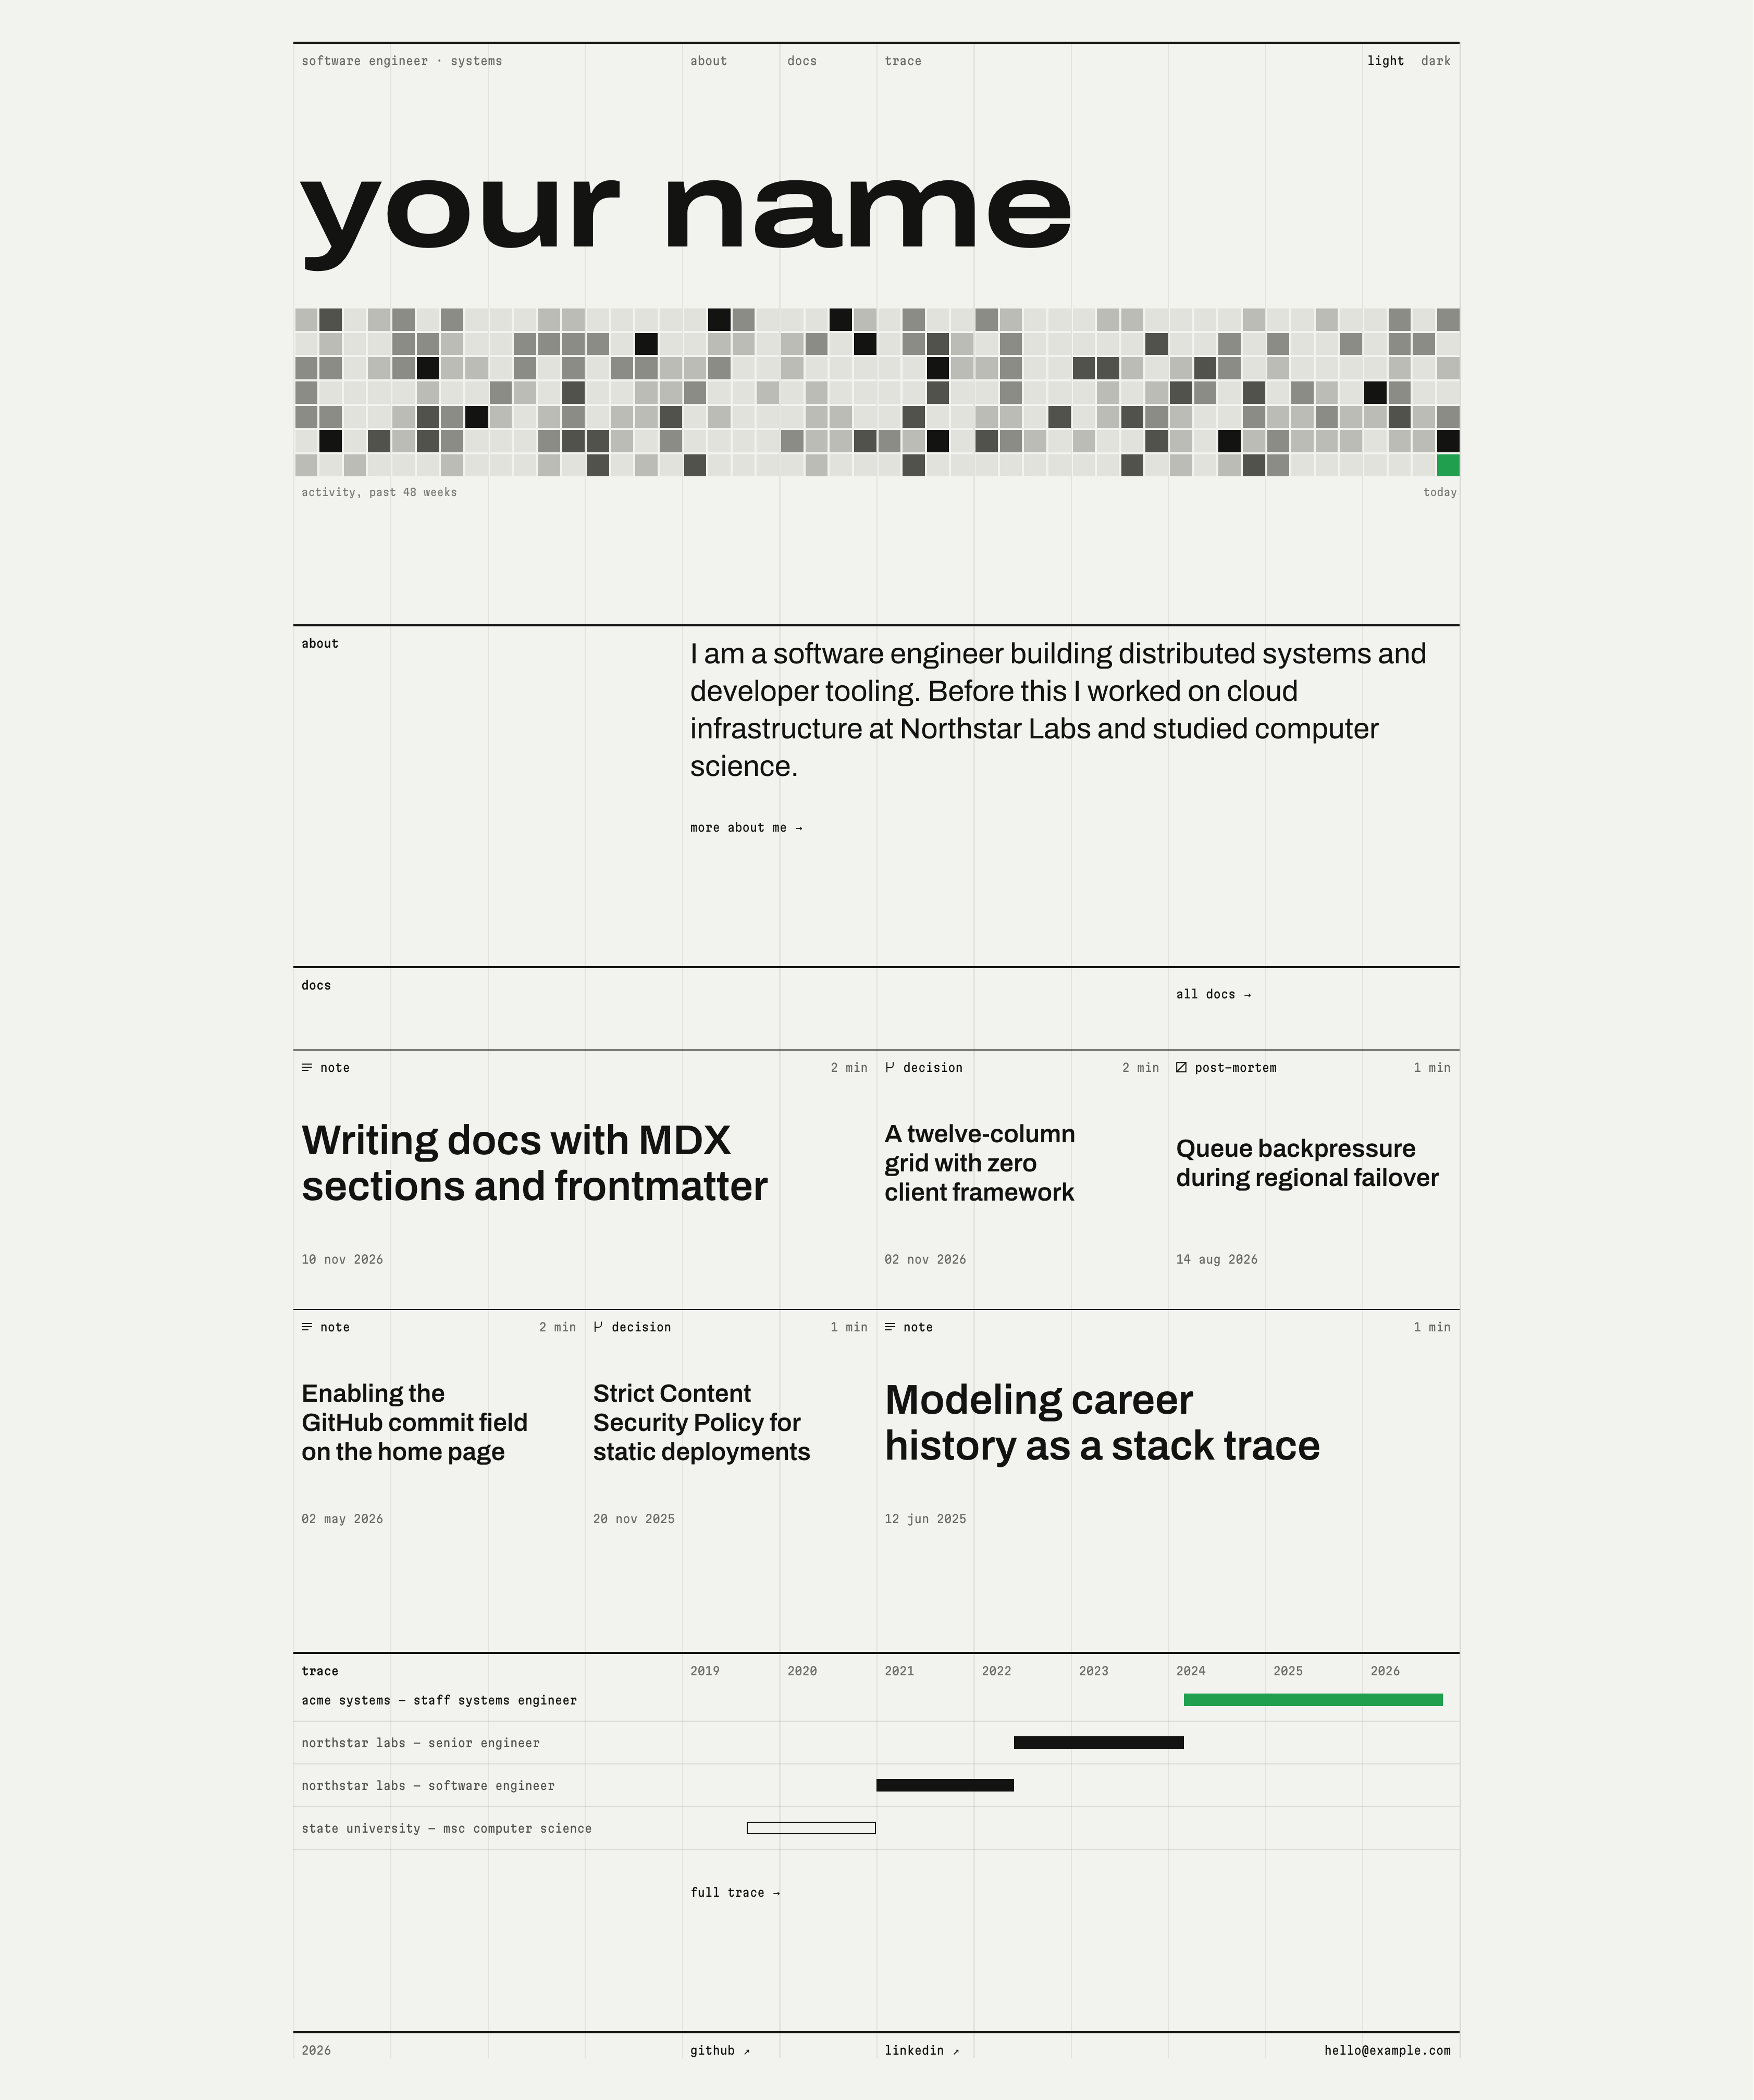 software engineer · systems about docs trace light dark
your name
activity, past 48 weeks today
about
I am a software engineer building distributed systems and
developer tooling. Before this I worked on cloud
infrastructure at Northstar Labs and studied computer
science.
more about me →
docs
all docs →
note 2 min
Writing docs with MDX
sections and frontmatter
10 nov 2026
decision 2 min
A twelve-column
grid with zero
client framework
02 nov 2026
post-mortem 1 min
Queue backpressure
during regional failover
14 aug 2026
note 2 min
Enabling the
GitHub commit field
on the home page
02 may 2026
decision 1 min
Strict Content
Security Policy for
static deployments
20 nov 2025
note 1 min
Modeling career
history as a stack trace
12 jun 2025
trace 2019 2020 2021 2022 2023 2024 2025 2026
acme systems — staff systems engineer
northstar labs — senior engineer
northstar labs — software engineer
state university — msc computer science
full trace →
2026 github ↗ linkedin ↗ hello@example.com